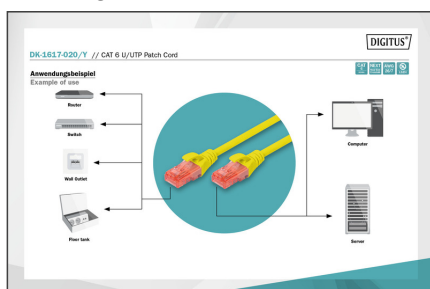 DIGITUS®
DK-1617-020/Y // CAT 6 U/UTP Patch Cord
Anwendungsbeispiel
Example of use
Router
Switch
Wall Outlet
Floor tank
Computer
Server